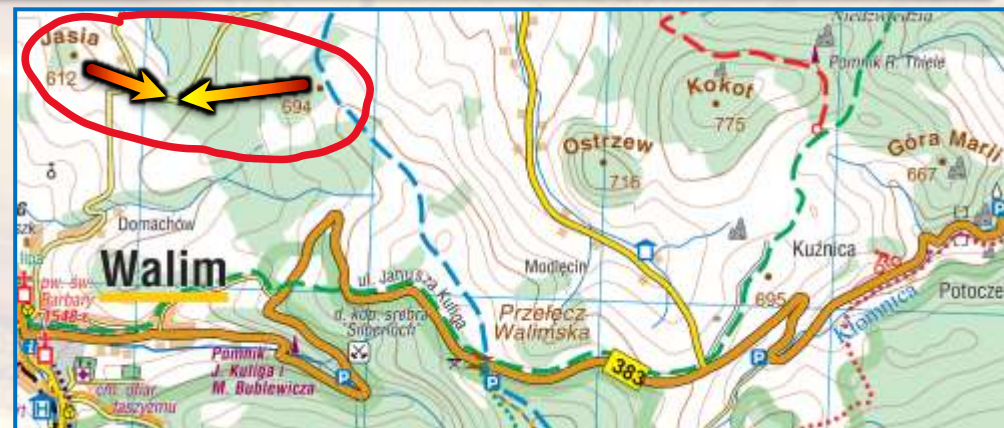 Jasia
612
694
Niedźwiedzia
Pomnik R. Thiele
Kokot
775
Ostrzew
716
Góra Marii
667
Domachów
Walim
pw. św.
Barbary
1548 r.
ul. Janusza Kuliga
d. kop. srebra
"Silberloch"
Modlęcin
Przełęcz
Walimska
Kuźnica
695
Potocze
Kłomnica
383
Pomnik
J. Kuliga i
M. Bublewicza
cm. ofiar
faszyzmu
P
P
P
P
i
H